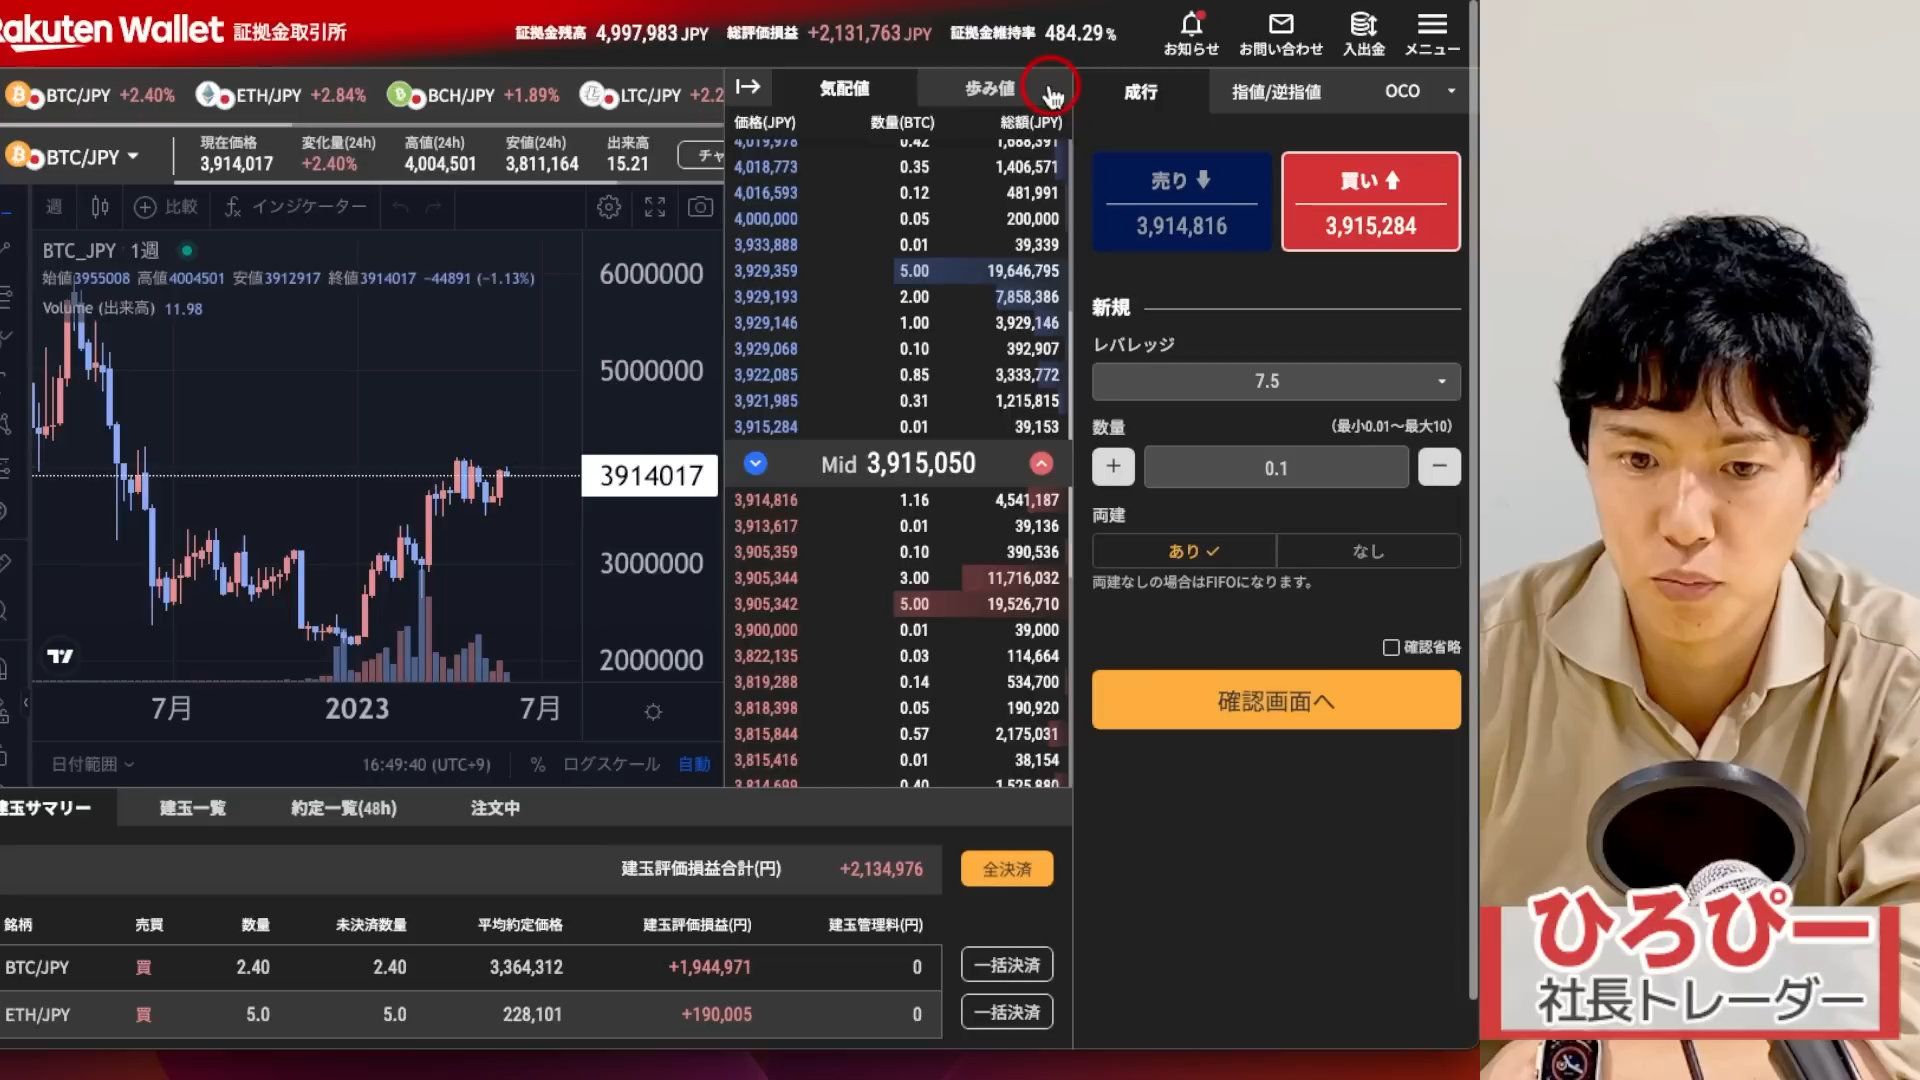 Rakuten Wallet 証拠金取引所
証拠金残高 4,997,983 JPY 総評価損益 +2,131,763 JPY 証拠金維持率 484.29 %
お知らせ お問い合わせ 入出金 メニュー
BTC/JPY +2.40% ETH/JPY +2.84% BCH/JPY +1.89% LTC/JPY +2.2
BTC/JPY
現在価格 変化量(24h) 高値(24h) 安値(24h) 出来高
3,914,017 +2.40% 4,004,501 3,811,164 15.21
チャ
週 比較 インジケーター
BTC_JPY · 1週
始値3955008 高値4004501 安値3912917 終値3914017 −44891 (−1.13%)
Volume (出来高) 11.98
6000000
5000000
3914017
3000000
2000000
7月 2023 7月
日付範囲 16:49:40 (UTC+9) % ログスケール 自動
気配値 歩み値
価格(JPY) 数量(BTC) 総額(JPY)
4,019,978 0.42 1,688,391
4,018,773 0.35 1,406,571
4,016,593 0.12 481,991
4,000,000 0.05 200,000
3,933,888 0.01 39,339
3,929,359 5.00 19,646,795
3,929,193 2.00 7,858,386
3,929,146 1.00 3,929,146
3,929,068 0.10 392,907
3,922,085 0.85 3,333,772
3,921,985 0.31 1,215,815
3,915,284 0.01 39,153
Mid 3,915,050
3,914,816 1.16 4,541,187
3,913,617 0.01 39,136
3,905,359 0.10 390,536
3,905,344 3.00 11,716,032
3,905,342 5.00 19,526,710
3,900,000 0.01 39,000
3,822,135 0.03 114,664
3,819,288 0.14 534,700
3,818,398 0.05 190,920
3,815,844 0.57 2,175,031
3,815,416 0.01 38,154
3,814,699 0.40 1,525,880
成行 指値/逆指値 OCO
売り 買い
3,914,816 3,915,284
新規
レバレッジ
7.5
数量 (最小0.01〜最大10)
+ 0.1 −
両建
あり なし
両建なしの場合はFIFOになります。
確認省略
確認画面へ
建玉サマリー 建玉一覧 約定一覧(48h) 注文中
建玉評価損益合計(円) +2,134,976 全決済
銘柄 売買 数量 未決済数量 平均約定価格 建玉評価損益(円) 建玉管理料(円)
BTC/JPY 買 2.40 2.40 3,364,312 +1,944,971 0 一括決済
ETH/JPY 買 5.0 5.0 228,101 +190,005 0 一括決済
ひろぴー
社長トレーダー